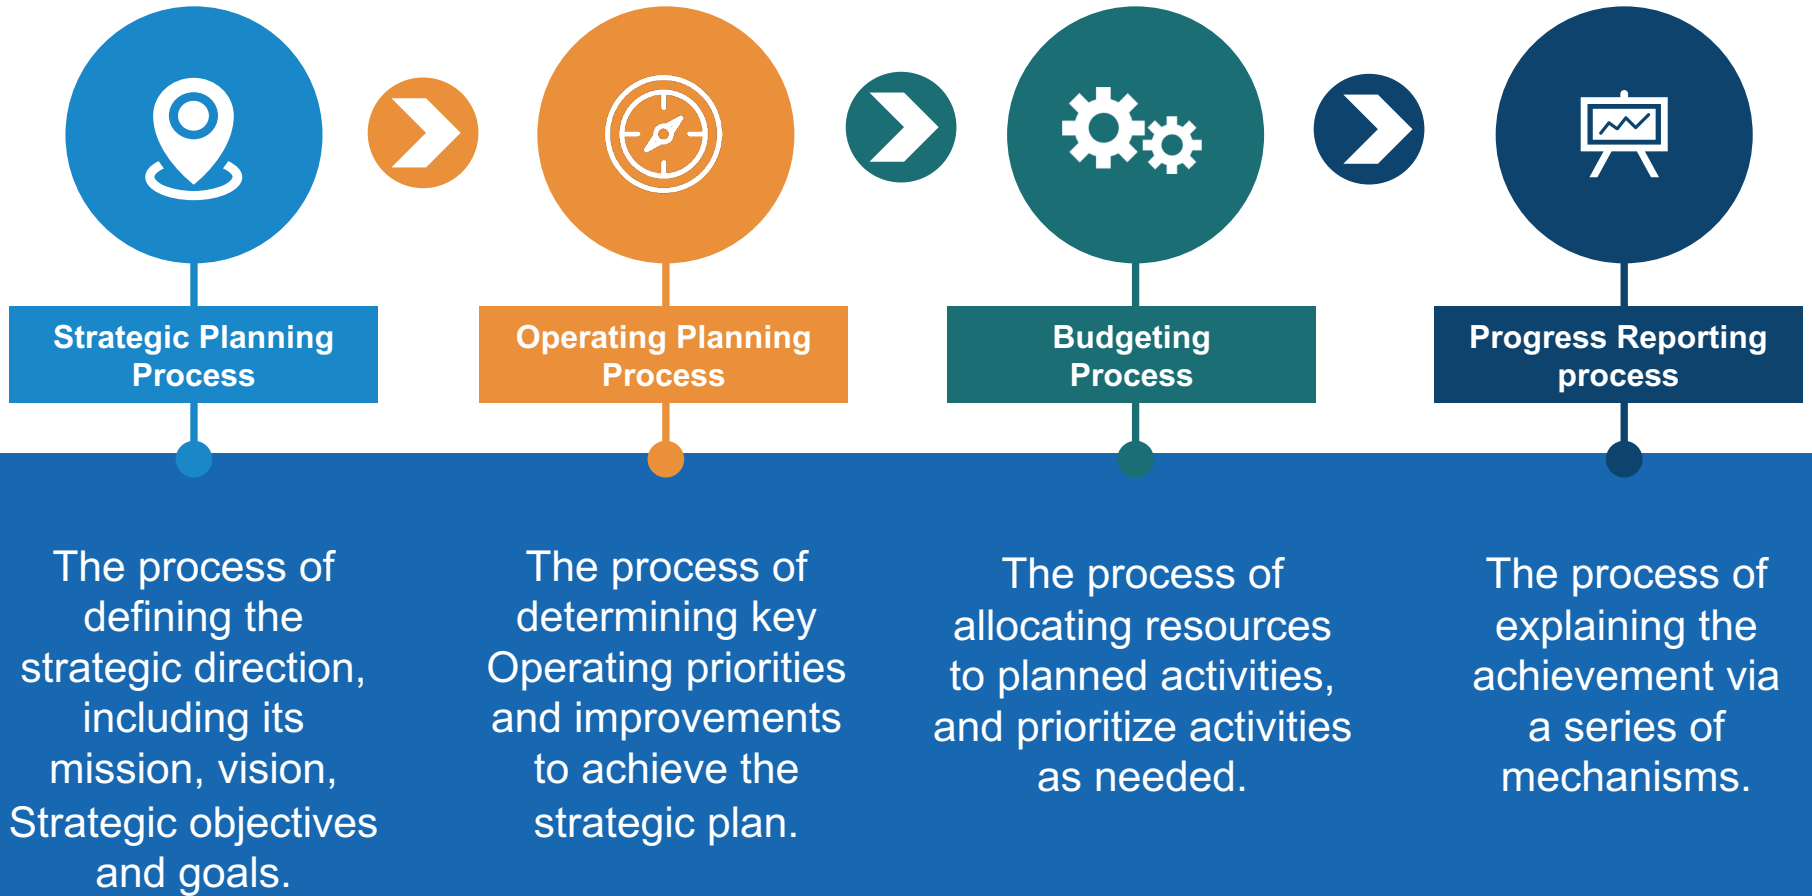 Strategic Planning
Process
Operating Planning
Process
Budgeting
Process
Progress Reporting
process
The process of
defining the
strategic direction,
including its
mission, vision,
Strategic objectives
and goals.
The process of
determining key
Operating priorities
and improvements
to achieve the
strategic plan.
The process of
allocating resources
to planned activities,
and prioritize activities
as needed.
The process of
explaining the
achievement via
a series of
mechanisms.